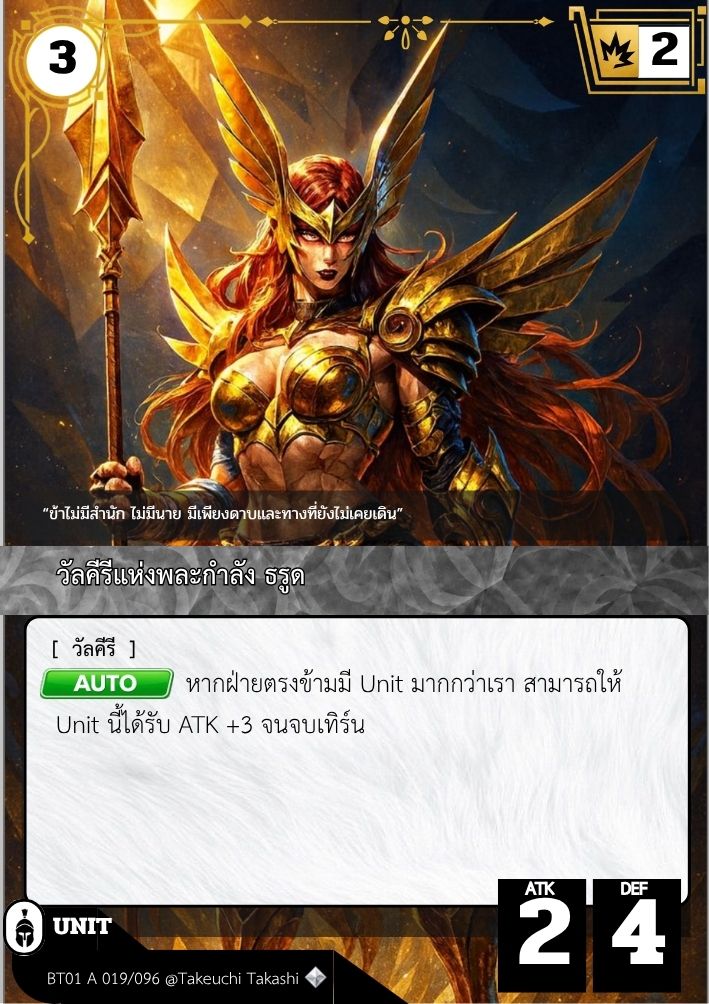 3
2
“ข้าไม่มีสำนัก ไม่มีนาย มีเพียงดาบและทางที่ยังไม่เคยเดิน”
วัลคีรีแห่งพละกำลัง ธรูด
[ วัลคีรี ]
AUTO หากฝ่ายตรงข้ามมี Unit มากกว่าเรา สามารถให้
Unit นี้ได้รับ ATK +3 จนจบเทิร์น
ATK DEF
2 4
UNIT
BT01 A 019/096 @Takeuchi Takashi